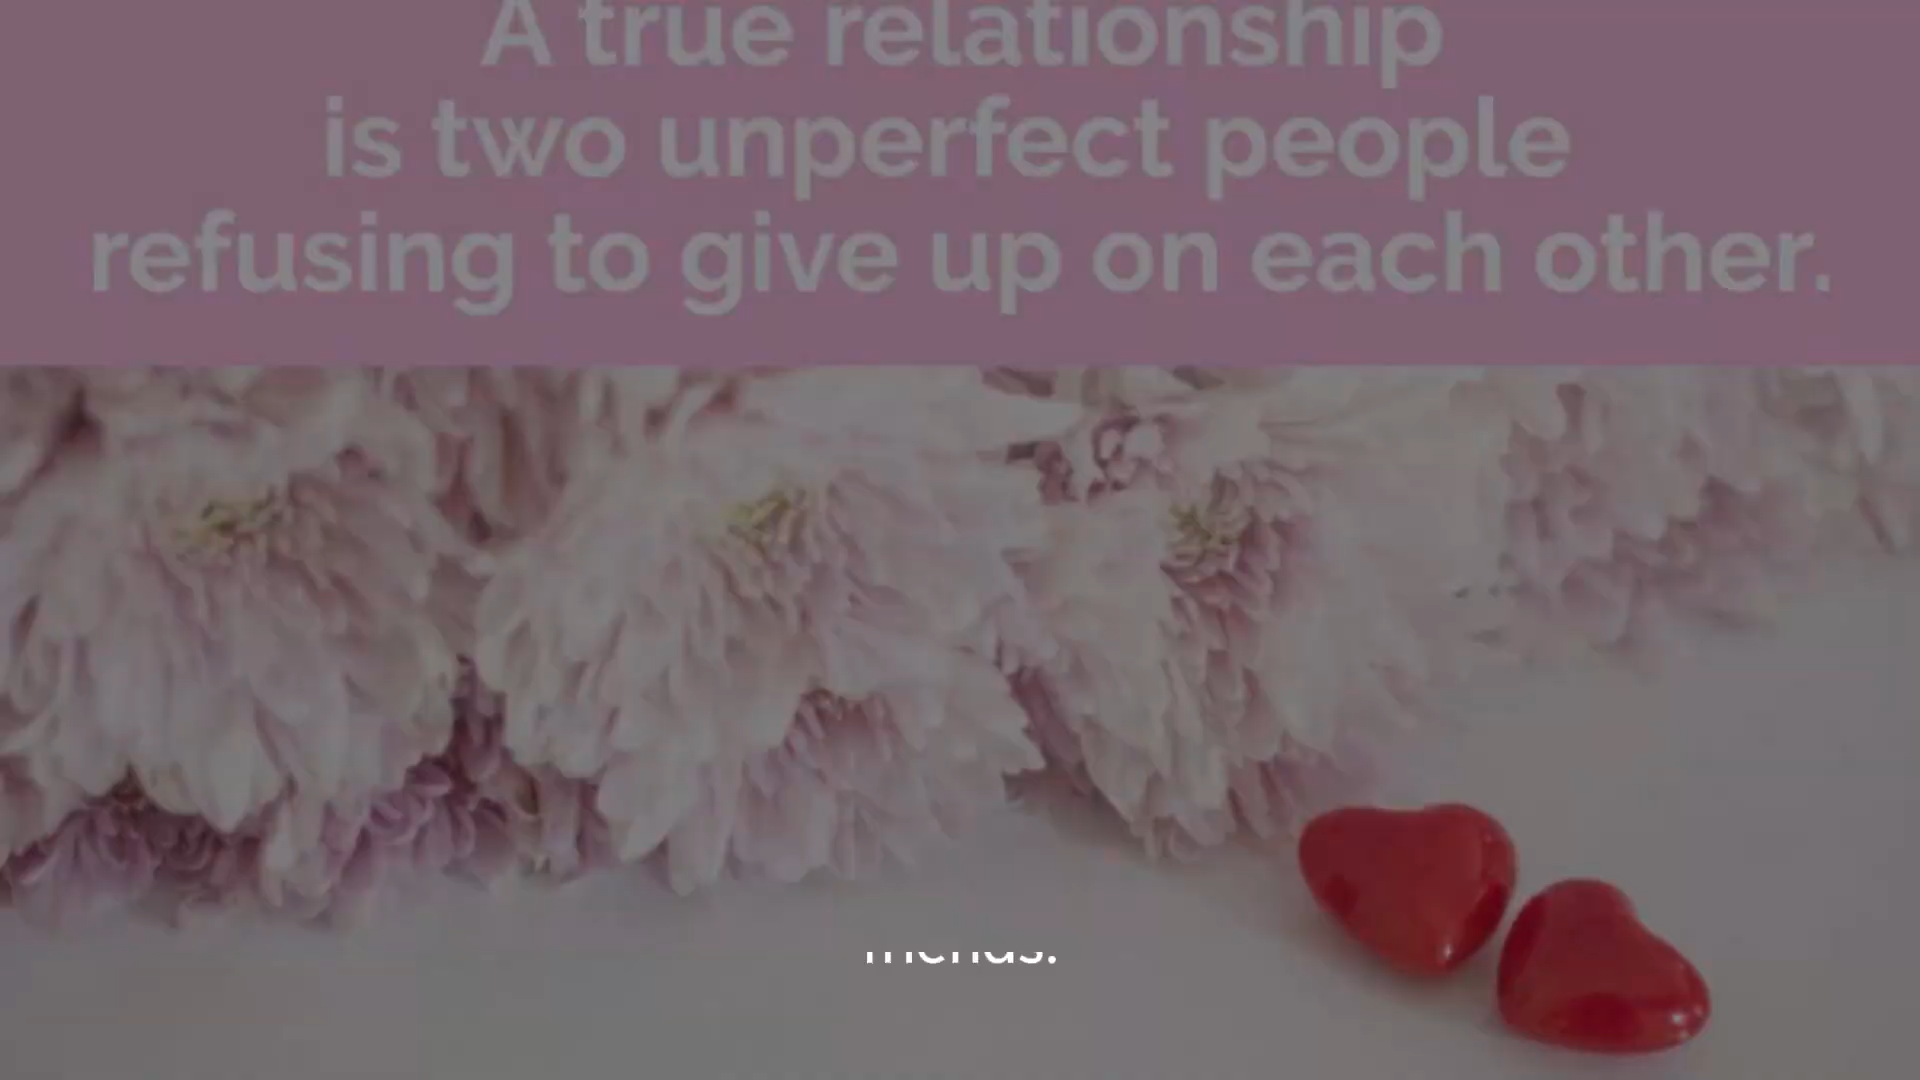 A true relationship
is two unperfect people
refusing to give up on each other.